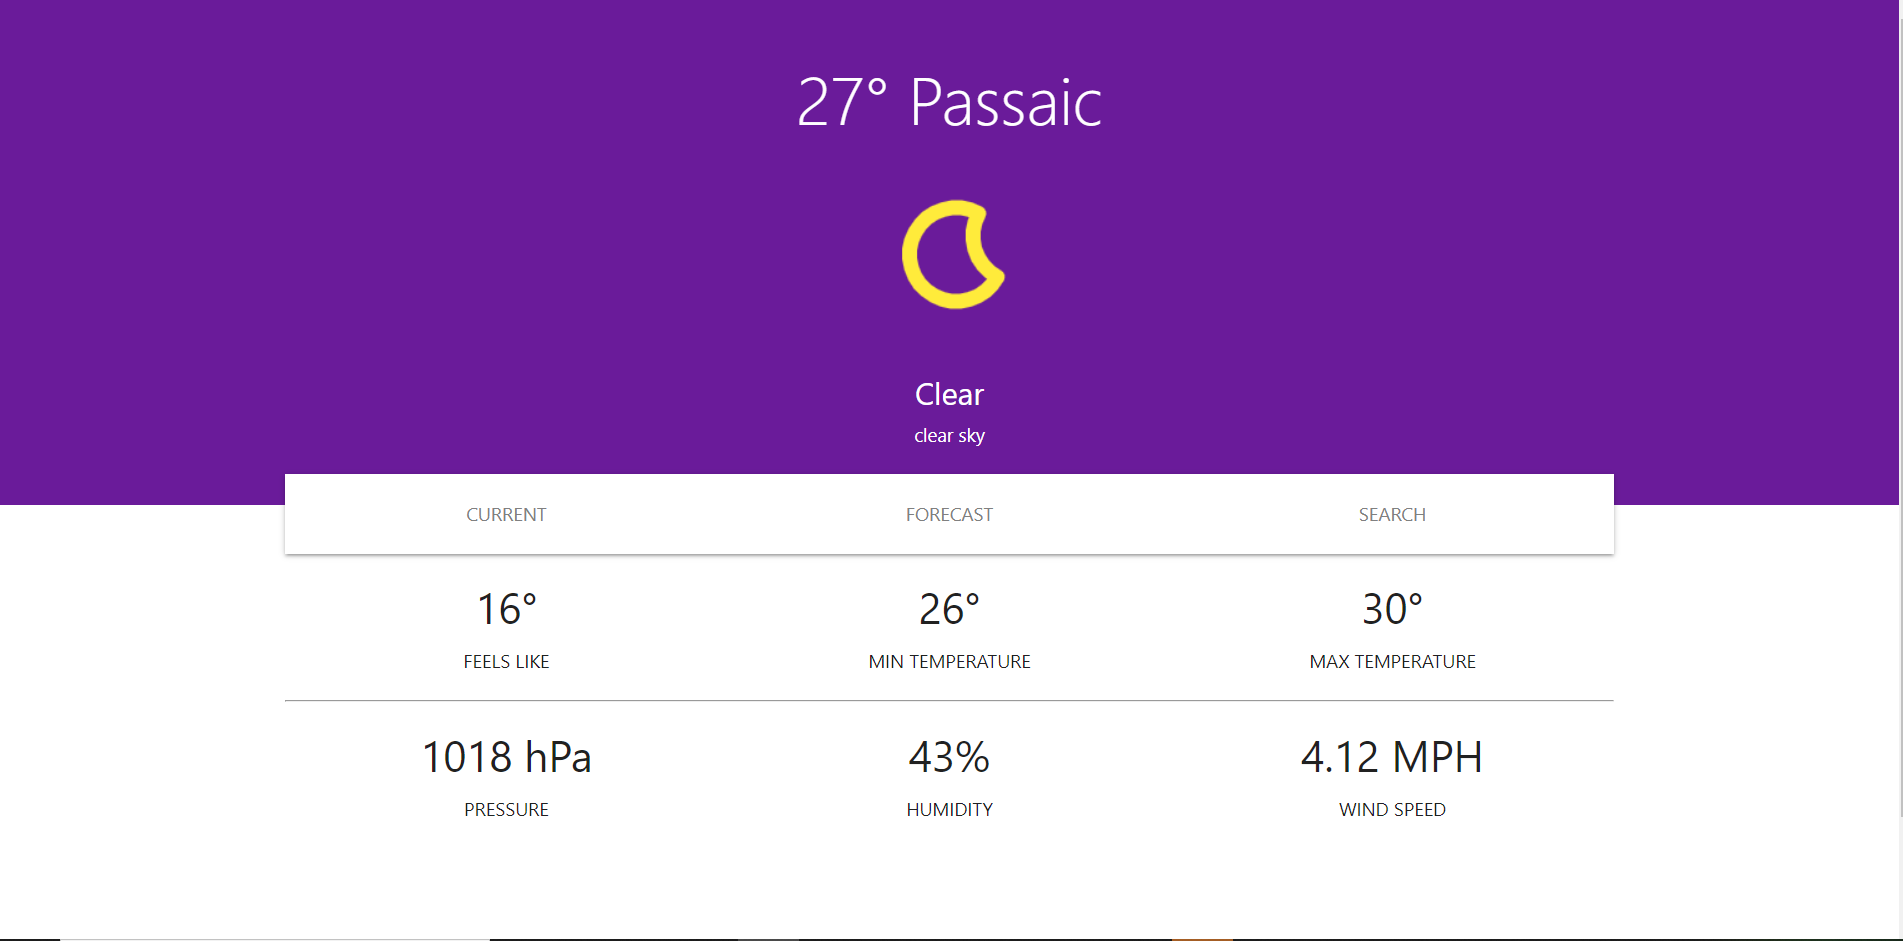 27° Passaic
Clear
clear sky
CURRENT FORECAST SEARCH
16° 26° 30°
FEELS LIKE MIN TEMPERATURE MAX TEMPERATURE
1018 hPa 43% 4.12 MPH
PRESSURE HUMIDITY WIND SPEED